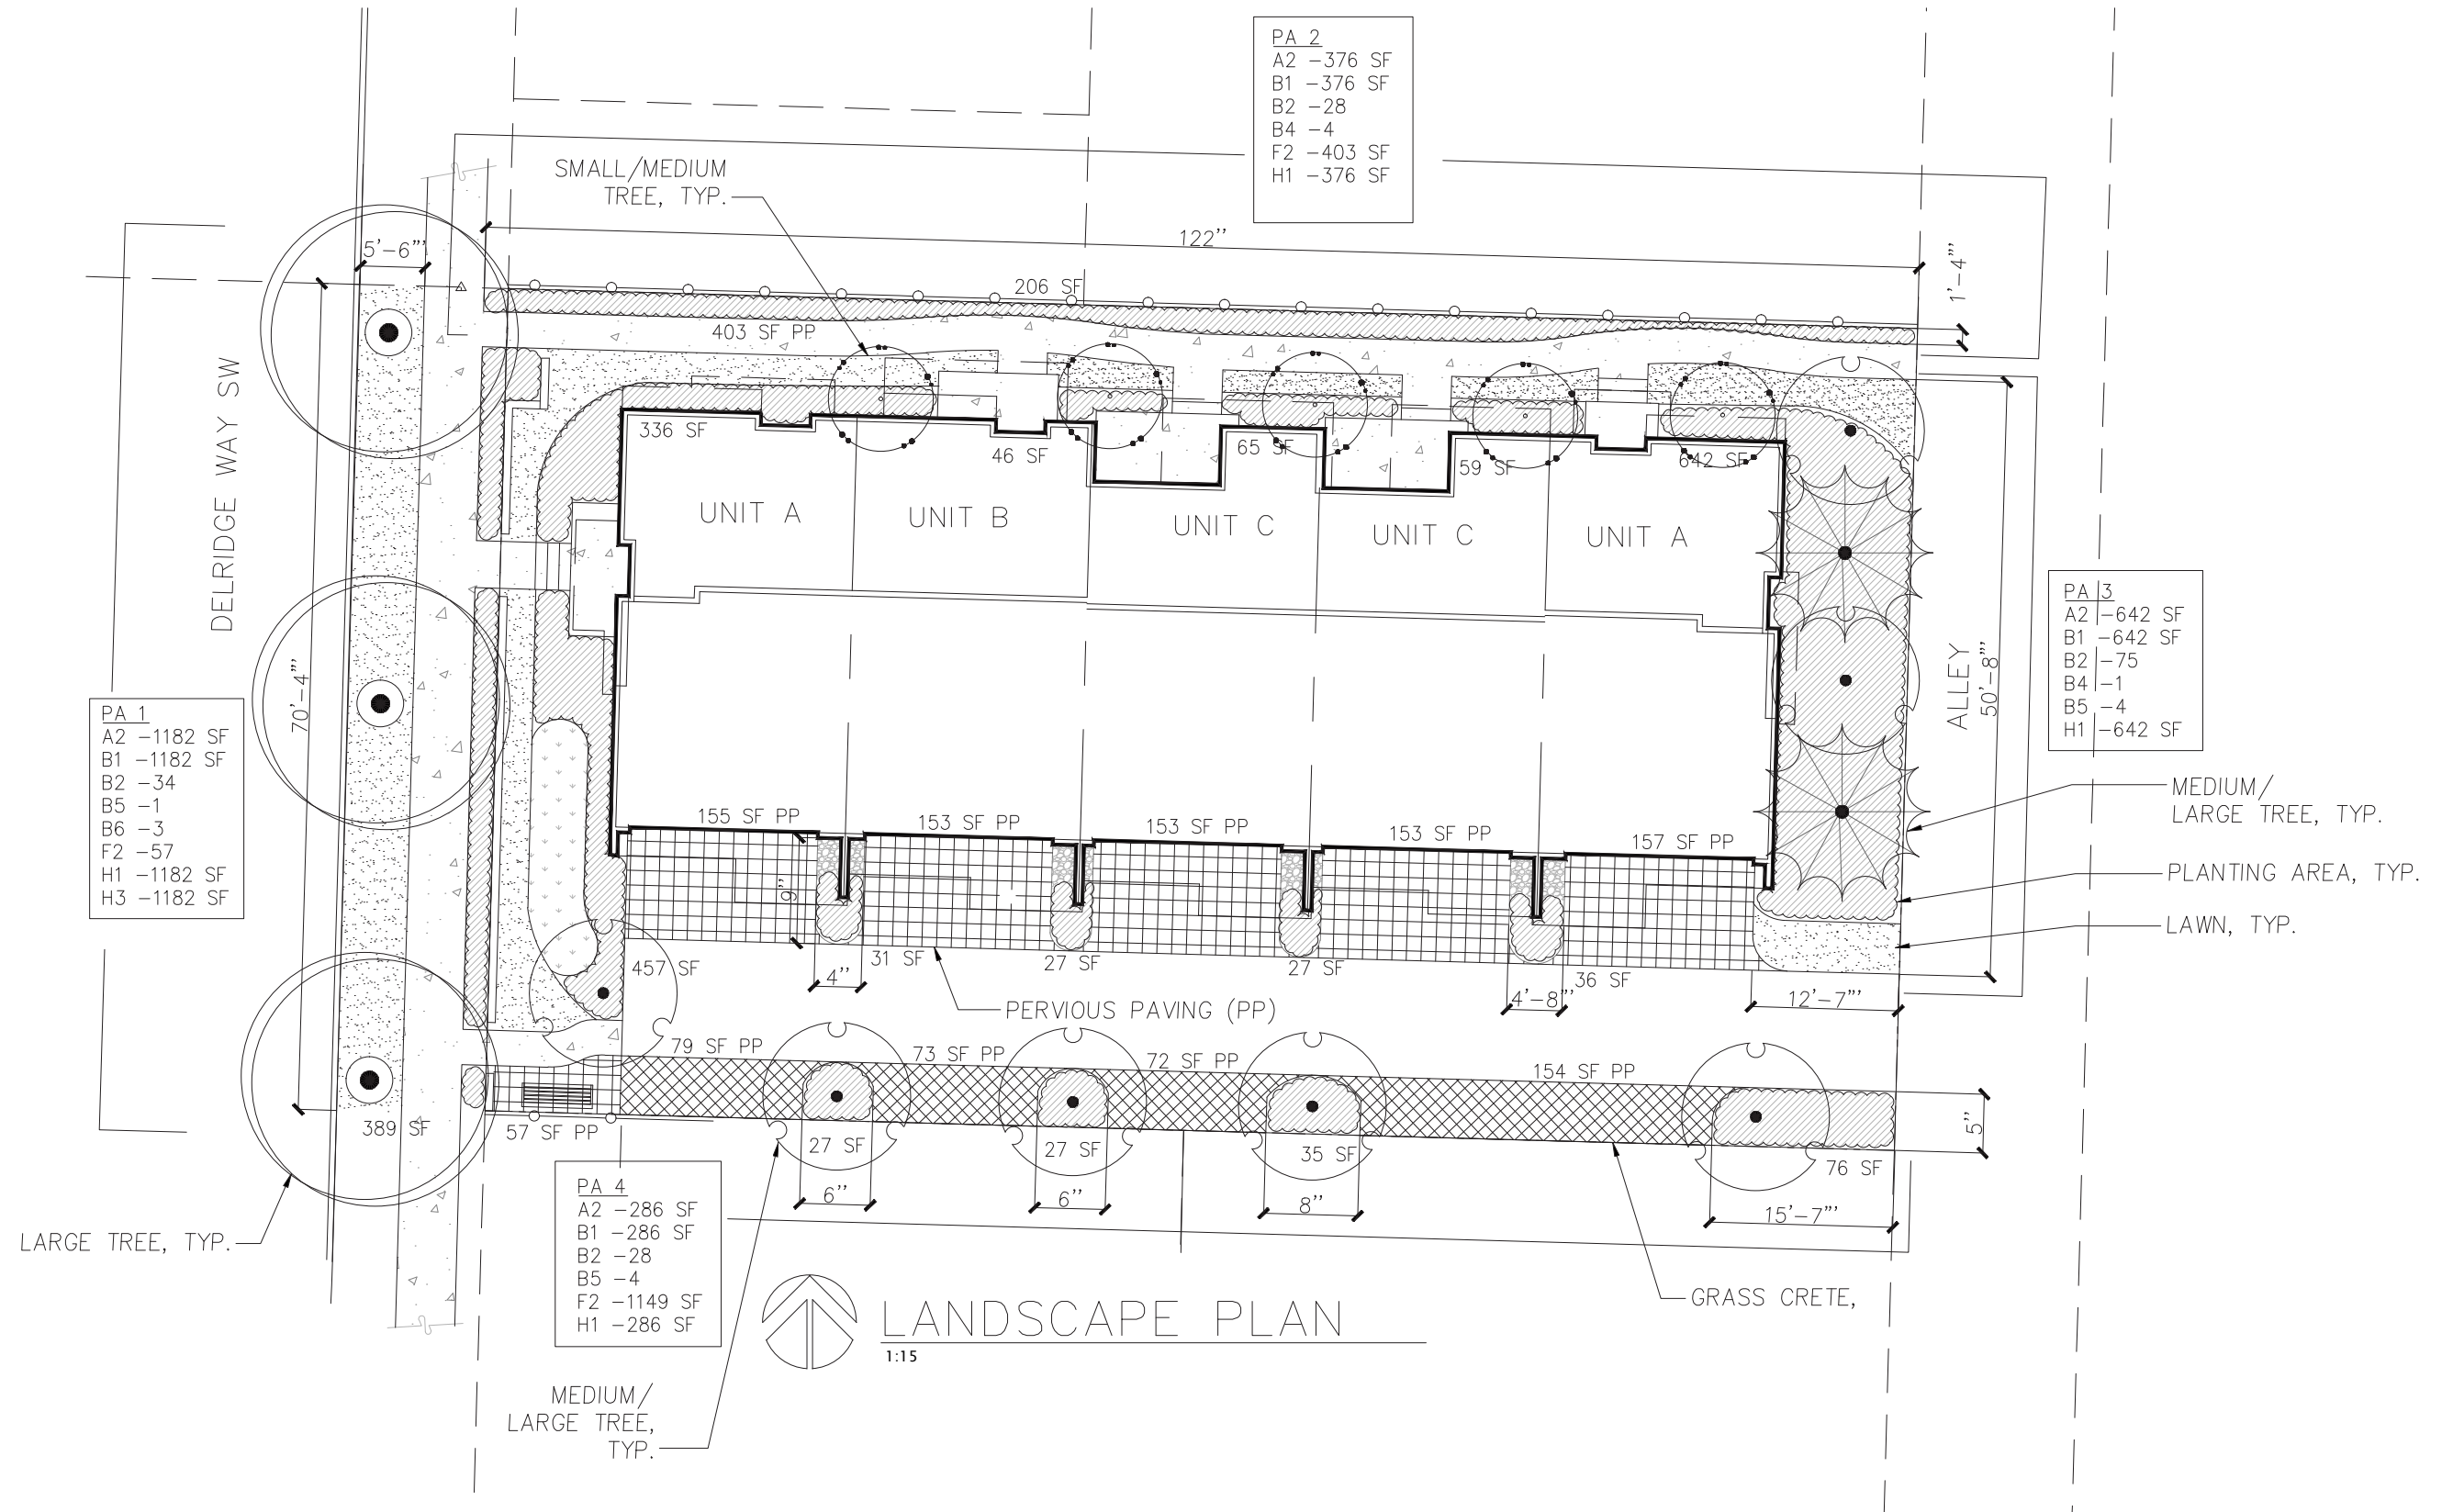 PA 2
A2 -376 SF
B1 -376 SF
B2 -28
B4 -4
F2 -403 SF
H1 -376 SF
SMALL/MEDIUM
TREE, TYP.
5'-6"'
122''
1'-4"'
206 SF
403 SF PP
DELRIDGE WAY SW
336 SF
46 SF
65 SF
59 SF
642 SF
UNIT A
UNIT B
UNIT C
UNIT C
UNIT A
70'-4"'
ALLEY
50'-8"'
PA 3
A2 -642 SF
B1 -642 SF
B2 -75
B4 -1
B5 -4
H1 -642 SF
PA 1
A2 -1182 SF
B1 -1182 SF
B2 -34
B5 -1
B6 -3
F2 -57
H1 -1182 SF
H3 -1182 SF
MEDIUM/
LARGE TREE, TYP.
155 SF PP
153 SF PP
153 SF PP
153 SF PP
157 SF PP
9''
PLANTING AREA, TYP.
LAWN, TYP.
457 SF
4''
31 SF
27 SF
27 SF
36 SF
4'-8"'
12'-7"'
PERVIOUS PAVING (PP)
79 SF PP
73 SF PP
72 SF PP
154 SF PP
5''
389 SF
57 SF PP
27 SF
27 SF
35 SF
76 SF
6''
6''
8''
15'-7"'
PA 4
A2 -286 SF
B1 -286 SF
B2 -28
B5 -4
F2 -1149 SF
H1 -286 SF
LARGE TREE, TYP.
GRASS CRETE,
LANDSCAPE PLAN
1:15
MEDIUM/
LARGE TREE,
TYP.